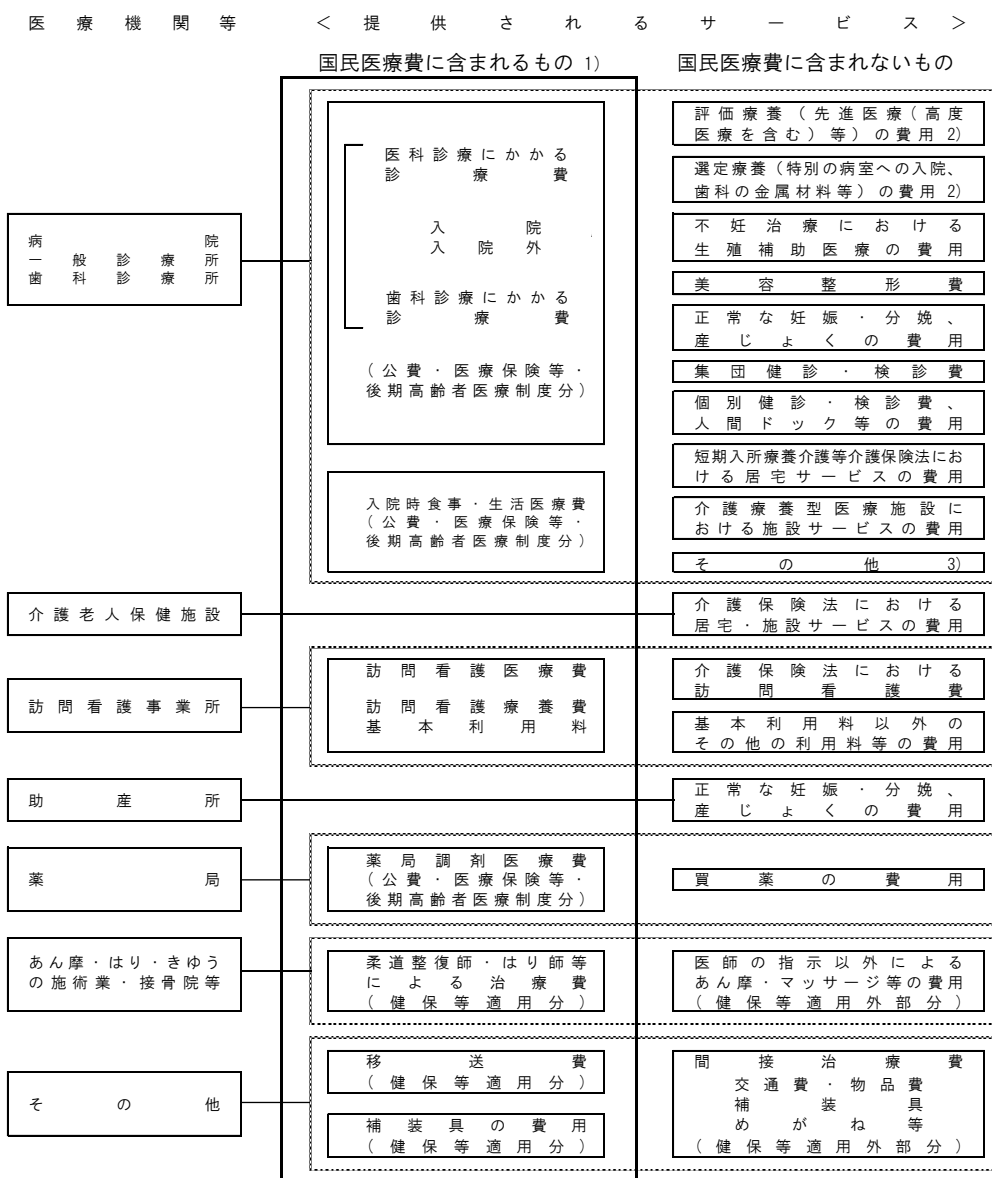 医療機関等 ＜提供されるサービス＞
国民医療費に含まれるもの 1) 国民医療費に含まれないもの
病院
一般診療所
歯科診療所
医科診療にかかる
診療費
入院
入院外
歯科診療にかかる
診療費
（公費・医療保険等・
後期高齢者医療制度分）
入院時食事・生活医療費
（公費・医療保険等・
後期高齢者医療制度分）
評価療養（先進医療（高度
医療を含む）等）の費用 2)
選定療養（特別の病室への入院、
歯科の金属材料等）の費用 2)
不妊治療における
生殖補助医療の費用
美容整形費
正常な妊娠・分娩、
産じょくの費用
集団健診・検診費
個別健診・検診費、
人間ドック等の費用
短期入所療養介護等介護保険法にお
ける居宅サービスの費用
介護療養型医療施設に
おける施設サービスの費用
その他 3)
介護老人保健施設
介護保険法における
居宅・施設サービスの費用
訪問看護事業所
訪問看護医療費
訪問看護療養費
基本利用料
介護保険法における
訪問看護費
基本利用料以外の
その他の利用料等の費用
助産所
正常な妊娠・分娩、
産じょくの費用
薬局
薬局調剤医療費
（公費・医療保険等・
後期高齢者医療制度分）
買薬の費用
あん摩・はり・きゆう
の施術業・接骨院等
柔道整復師・はり師等
による治療費
（健保等適用分）
医師の指示以外による
あん摩・マッサージ等の費用
（健保等適用外部分）
その他
移送費
（健保等適用分）
補装具の費用
（健保等適用分）
間接治療費
交通費・物品費
補装具
めがね等
（健保等適用外部分）